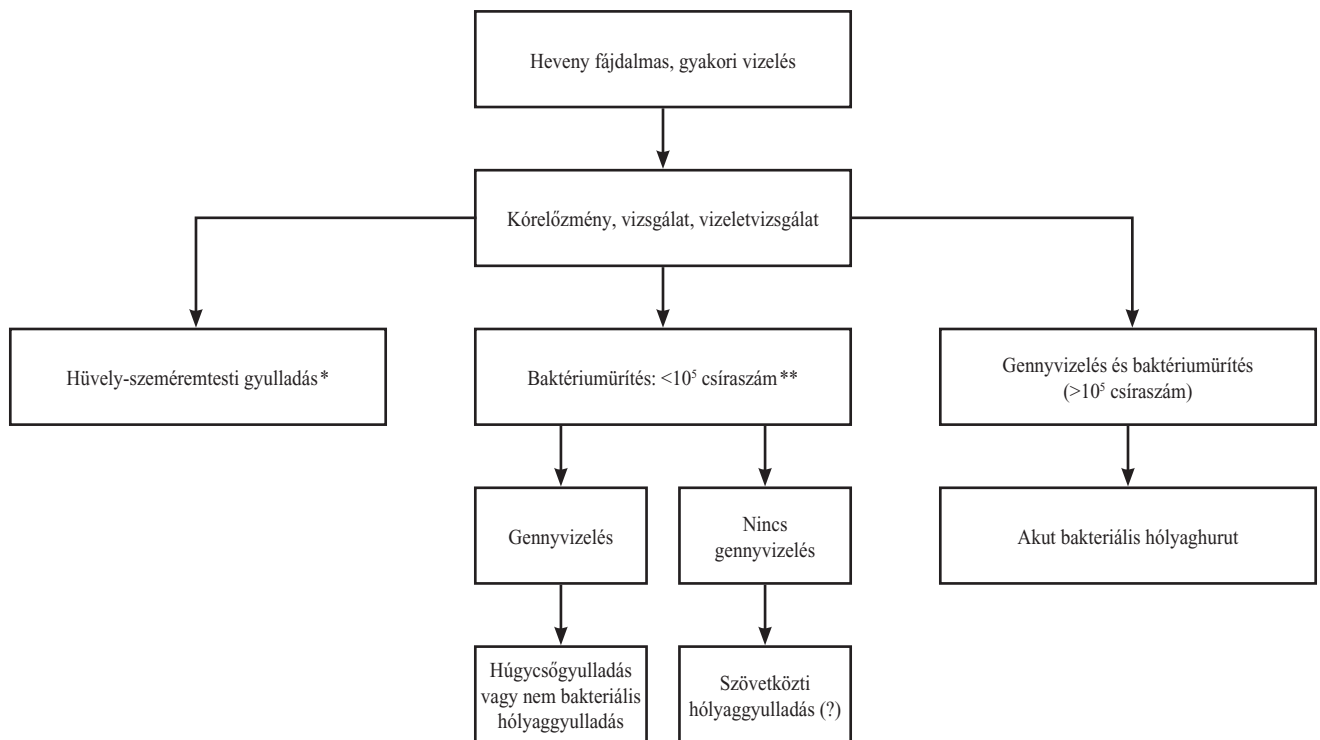 Heveny fájdalmas, gyakori vizelés
Kórelőzmény, vizsgálat, vizeletvizsgálat
Hüvely-szeméremtesti gyulladás*
Baktériumürítés: <10⁵ csíraszám**
Gennyvizelés és baktériumürítés
(>10⁵ csíraszám)
Gennyvizelés
Nincs
gennyvizelés
Akut bakteriális hólyaghurut
Húgycsőgyulladás
vagy nem bakteriális
hólyaggyulladás
Szövetközti
hólyaggyulladás (?)